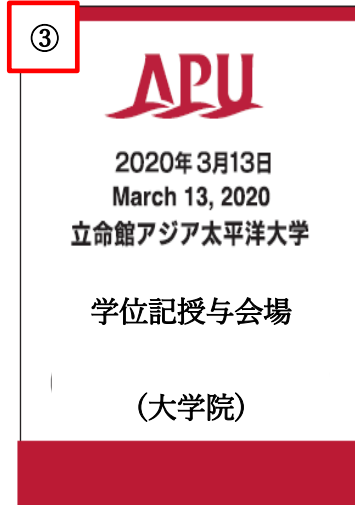 ③
APU
2020年3月13日
March 13, 2020
立命館アジア太平洋大学
学位記授与会場
（大学院）